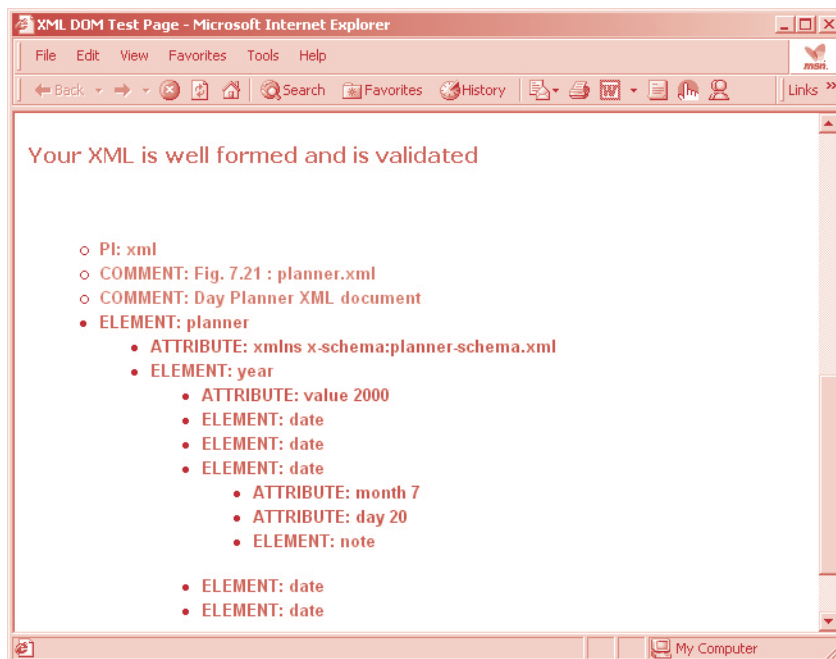 XML DOM Test Page - Microsoft Internet Explorer
File Edit View Favorites Tools Help
msn.
Back Search Favorites History Links »
Your XML is well formed and is validated
PI: xml
COMMENT: Fig. 7.21 : planner.xml
COMMENT: Day Planner XML document
ELEMENT: planner
ATTRIBUTE: xmlns x-schema:planner-schema.xml
ELEMENT: year
ATTRIBUTE: value 2000
ELEMENT: date
ELEMENT: date
ELEMENT: date
ATTRIBUTE: month 7
ATTRIBUTE: day 20
ELEMENT: note
ELEMENT: date
ELEMENT: date
My Computer